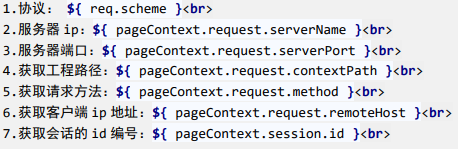 1.协议： ${ req.scheme }<br>
2.服务器 ip：${ pageContext.request.serverName }<br>
3.服务器端口：${ pageContext.request.serverPort }<br>
4.获取工程路径：${ pageContext.request.contextPath }<br>
5.获取请求方法：${ pageContext.request.method }<br>
6.获取客户端 ip 地址：${ pageContext.request.remoteHost }<br>
7.获取会话的 id 编号：${ pageContext.session.id }<br>